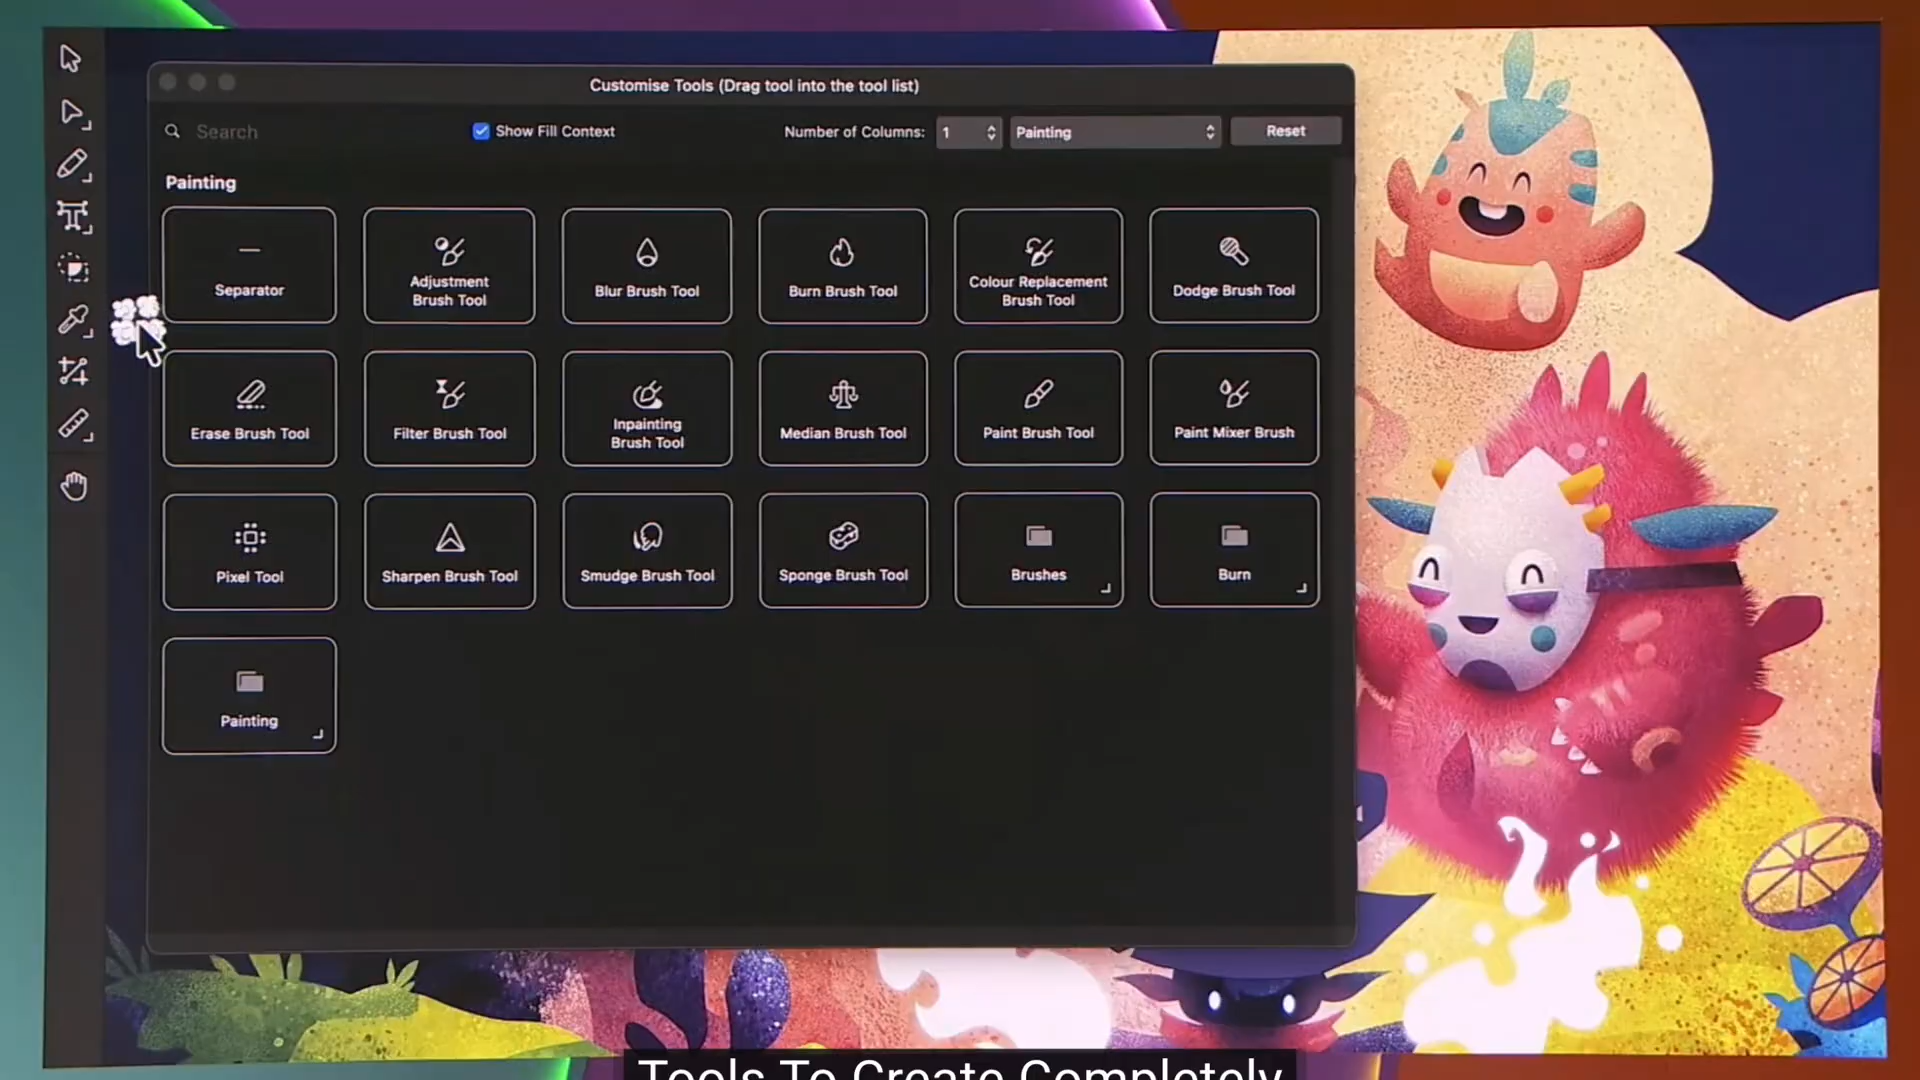 Customise Tools (Drag tool into the tool list)
Search
Show Fill Context
Number of Columns: 1
Painting
Reset
Painting
Separator
Adjustment
Brush Tool
Blur Brush Tool
Burn Brush Tool
Colour Replacement
Brush Tool
Dodge Brush Tool
Erase Brush Tool
Filter Brush Tool
Inpainting
Brush Tool
Median Brush Tool
Paint Brush Tool
Paint Mixer Brush
Pixel Tool
Sharpen Brush Tool
Smudge Brush Tool
Sponge Brush Tool
Brushes
Burn
Painting
Tools To Create Completely